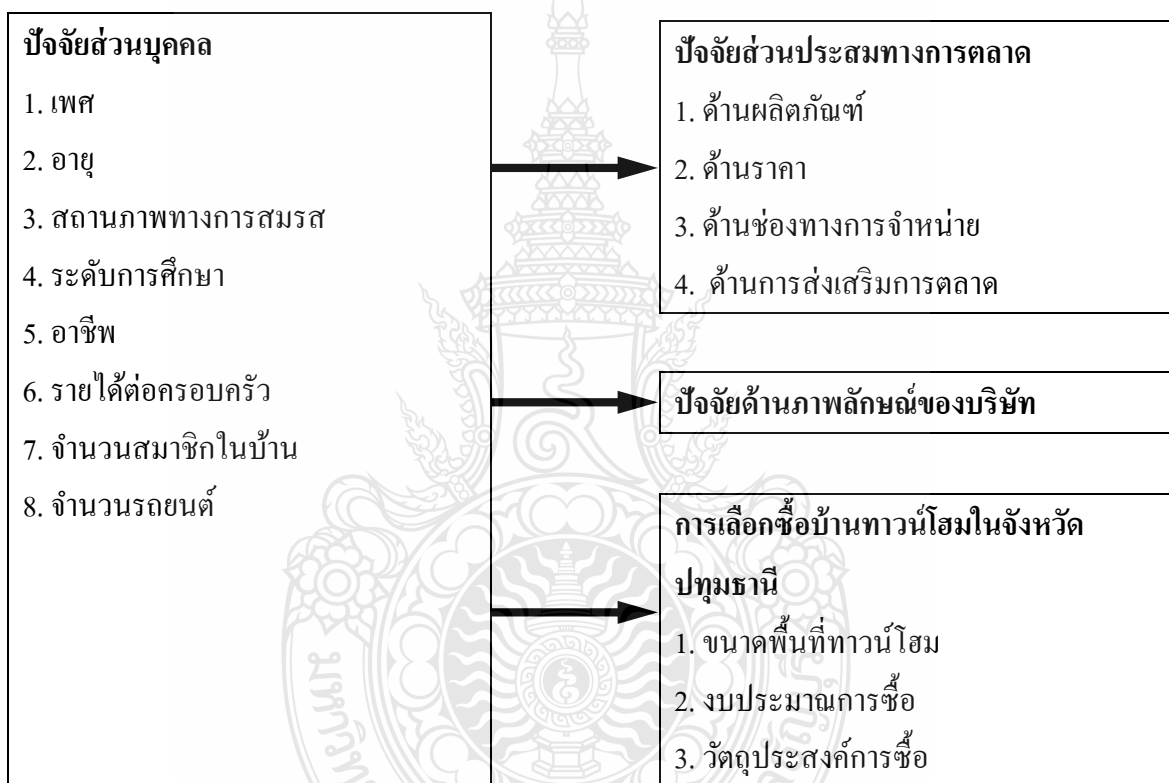 ปัจจัยส่วนบุคคล
1. เพศ
2. อายุ
3. สถานภาพทางการสมรส
4. ระดับการศึกษา
5. อาชีพ
6. รายได้ต่อครอบครัว
7. จำนวนสมาชิกในบ้าน
8. จำนวนรถยนต์
ปัจจัยส่วนประสมทางการตลาด
1. ด้านผลิตภัณฑ์
2. ด้านราคา
3. ด้านช่องทางการจำหน่าย
4. ด้านการส่งเสริมการตลาด
ปัจจัยด้านภาพลักษณ์ของบริษัท
การเลือกซื้อบ้านทาวน์โฮมในจังหวัด
ปทุมธานี
1. ขนาดพื้นที่ทาวน์โฮม
2. งบประมาณการซื้อ
3. วัตถุประสงค์การซื้อ